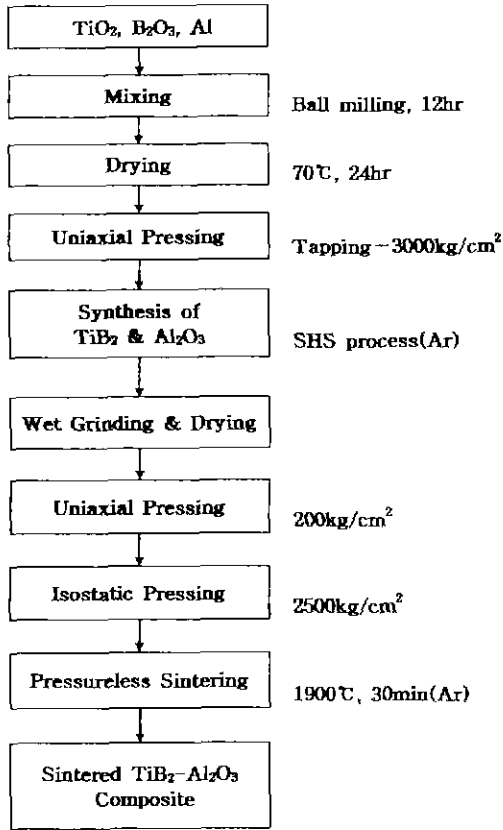 TiO₂, B₂O₃, Al
Mixing
Ball milling, 12hr
Drying
70℃, 24hr
Uniaxial Pressing
Tapping－3000kg/cm²
Synthesis of
TiB₂ & Al₂O₃
SHS process(Ar)
Wet Grinding & Drying
Uniaxial Pressing
200kg/cm²
Isostatic Pressing
2500kg/cm²
Pressureless Sintering
1900℃, 30min(Ar)
Sintered TiB₂-Al₂O₃
Composite